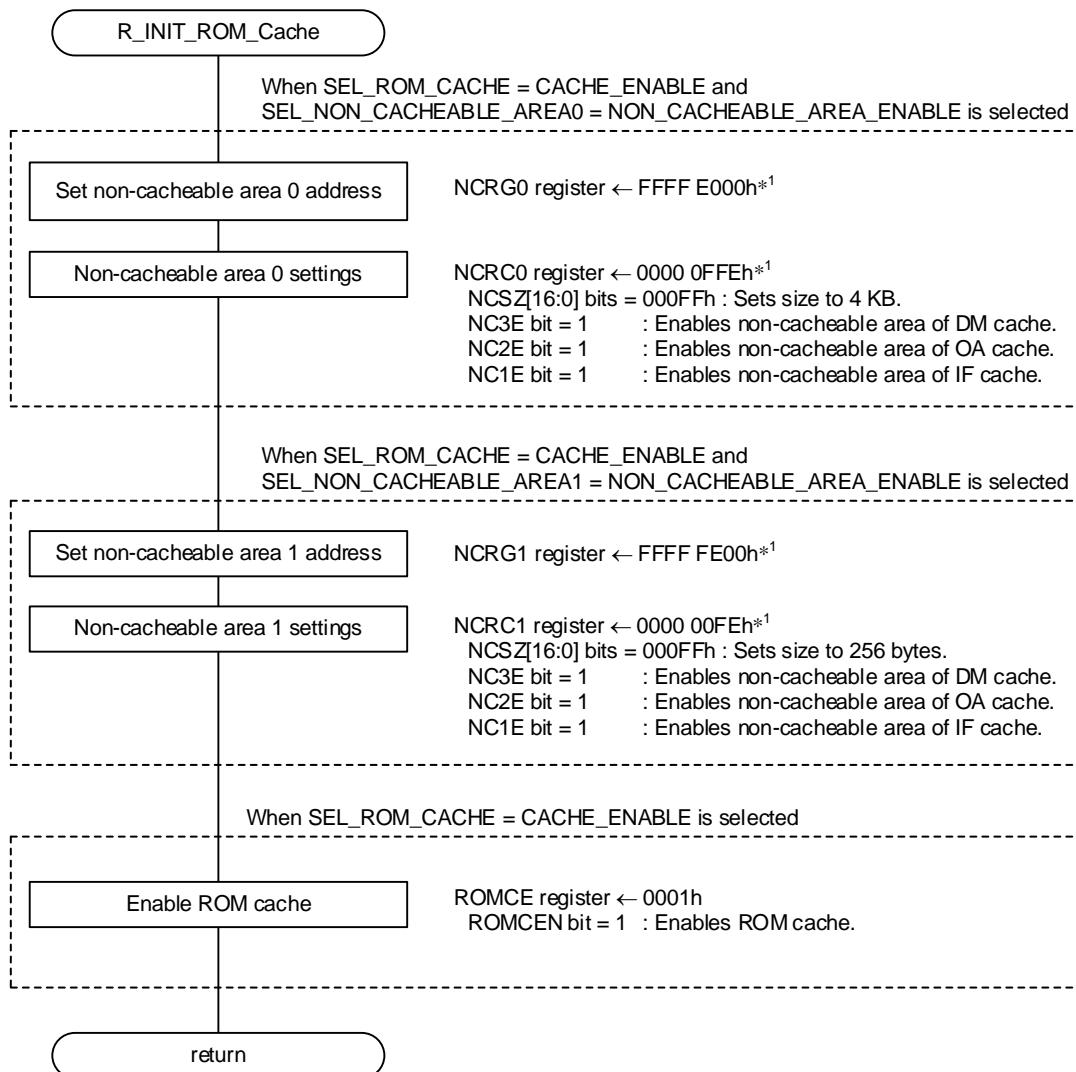 R_INIT_ROM_Cache
When SEL_ROM_CACHE = CACHE_ENABLE and
SEL_NON_CACHEABLE_AREA0 = NON_CACHEABLE_AREA_ENABLE is selected
Set non-cacheable area 0 address
NCRG0 register ← FFFF E000h*1
Non-cacheable area 0 settings
NCRC0 register ← 0000 0FFEh*1
NCSZ[16:0] bits = 000FFh : Sets size to 4 KB.
NC3E bit = 1 : Enables non-cacheable area of DM cache.
NC2E bit = 1 : Enables non-cacheable area of OA cache.
NC1E bit = 1 : Enables non-cacheable area of IF cache.
When SEL_ROM_CACHE = CACHE_ENABLE and
SEL_NON_CACHEABLE_AREA1 = NON_CACHEABLE_AREA_ENABLE is selected
Set non-cacheable area 1 address
NCRG1 register ← FFFF FE00h*1
Non-cacheable area 1 settings
NCRC1 register ← 0000 00FEh*1
NCSZ[16:0] bits = 000FFh : Sets size to 256 bytes.
NC3E bit = 1 : Enables non-cacheable area of DM cache.
NC2E bit = 1 : Enables non-cacheable area of OA cache.
NC1E bit = 1 : Enables non-cacheable area of IF cache.
When SEL_ROM_CACHE = CACHE_ENABLE is selected
Enable ROM cache
ROMCE register ← 0001h
ROMCEN bit = 1 : Enables ROM cache.
return